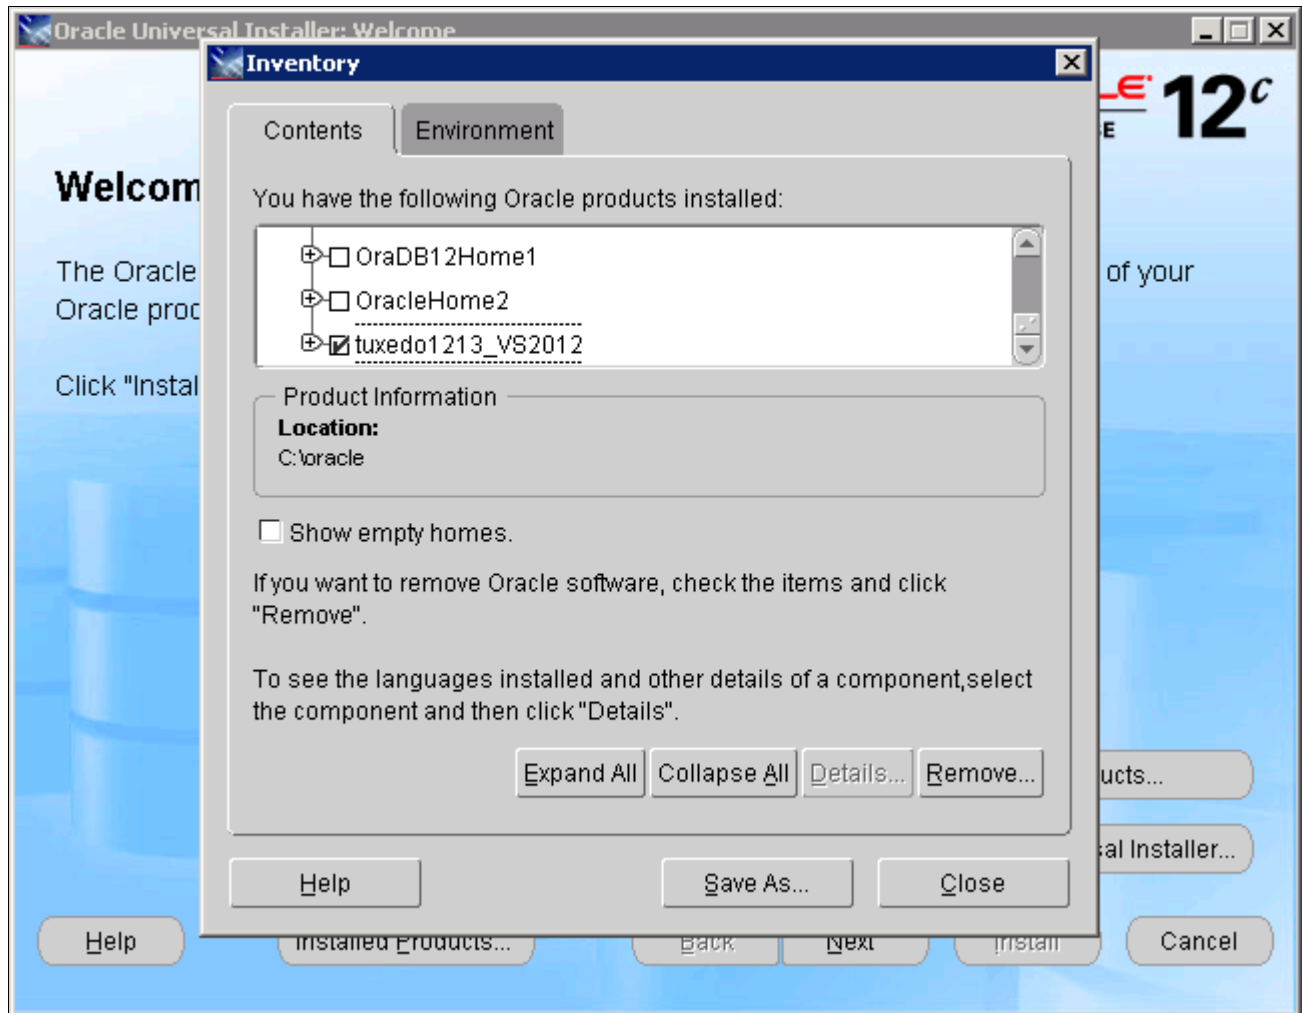 Oracle Universal Installer: Welcome
Inventory
12c
Contents
Environment
Welcom
You have the following Oracle products installed:
OraDB12Home1
The Oracle
of your
OracleHome2
Oracle proc
tuxedo1213_VS2012
Click "Instal
Product Information
Location:
C:\oracle
Show empty homes.
If you want to remove Oracle software, check the items and click
"Remove".
To see the languages installed and other details of a component,select
the component and then click "Details".
Expand All
Collapse All
Details...
Remove...
ucts...
sal Installer...
Help
Save As...
Close
Help
Installed Products...
Back
Next
Install
Cancel